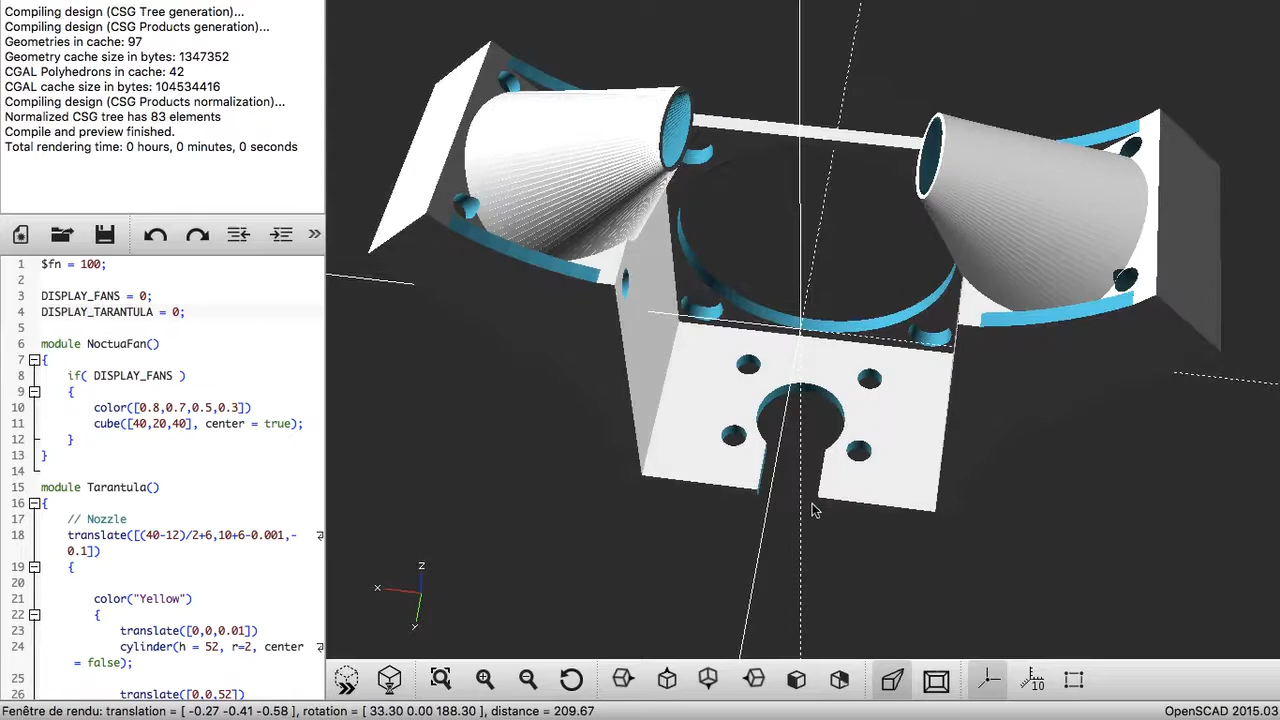 Compiling design (CSG Tree generation)...
Compiling design (CSG Products generation)...
Geometries in cache: 97
Geometry cache size in bytes: 1347352
CGAL Polyhedrons in cache: 42
CGAL cache size in bytes: 104534416
Compiling design (CSG Products normalization)...
Normalized CSG tree has 83 elements
Compile and preview finished.
Total rendering time: 0 hours, 0 minutes, 0 seconds
»
1 $fn = 100;
2
3 DISPLAY_FANS = 0;
4 DISPLAY_TARANTULA = 0;
5
6 module NoctuaFan()
7 {
8 if( DISPLAY_FANS )
9 {
10 color([0.8,0.7,0.5,0.3])
11 cube([40,20,40], center = true);
12 }
13 }
14
15 module Tarantula()
16 {
17 // Nozzle
18 translate([(40-12)/2+6,10+6-0.001,-
0.1])
19 {
20
21 color("Yellow")
22 {
23 translate([0,0,0.01])
24 cylinder(h = 52, r=2, center
= false);
25
26 translate([0,0,52])
z
x
y
10
Fenêtre de rendu: translation = [ -0.27 -0.41 -0.58 ], rotation = [ 33.30 0.00 188.30 ], distance = 209.67
OpenSCAD 2015.03